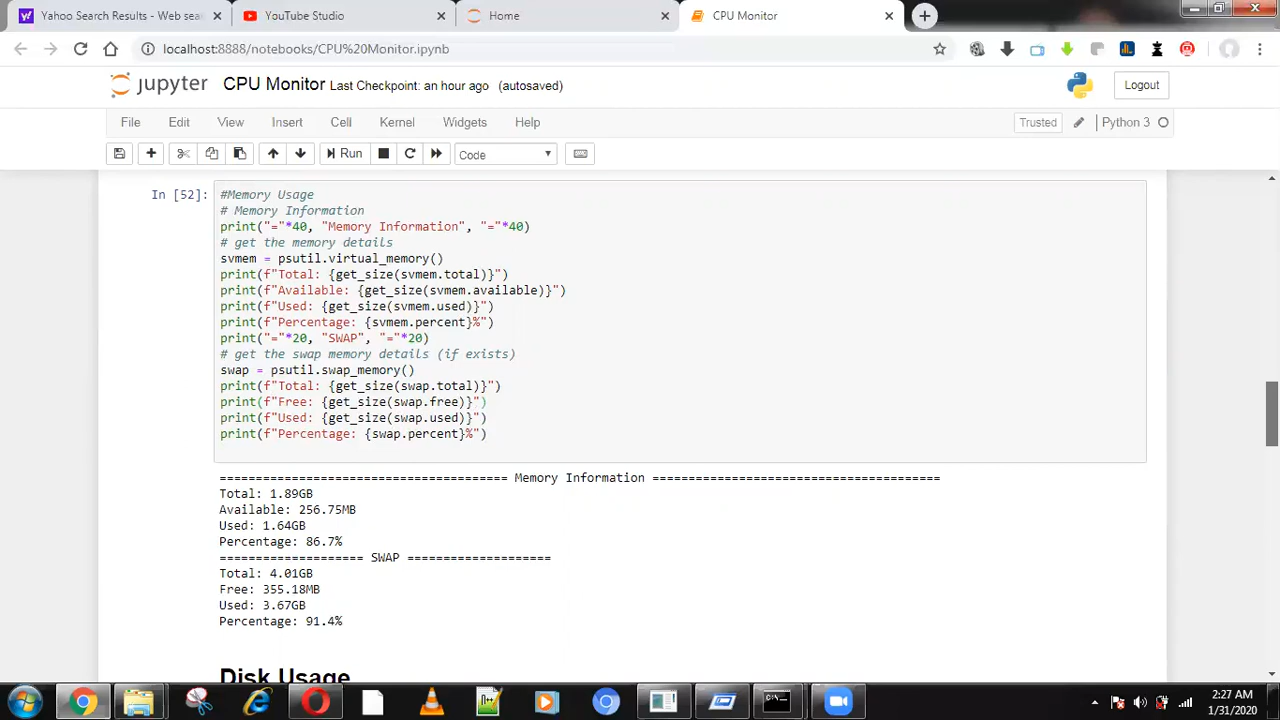 Yahoo Search Results - Web sea
YouTube Studio
Home
CPU Monitor
localhost:8888/notebooks/CPU%20Monitor.ipynb
jupyter CPU Monitor Last Checkpoint: an hour ago (autosaved)
Logout
File Edit View Insert Cell Kernel Widgets Help
Trusted
Python 3
Run
Code
In [52]:
#Memory Usage
# Memory Information
print("="*40, "Memory Information", "="*40)
# get the memory details
svmem = psutil.virtual_memory()
print(f"Total: {get_size(svmem.total)}")
print(f"Available: {get_size(svmem.available)}")
print(f"Used: {get_size(svmem.used)}")
print(f"Percentage: {svmem.percent}%")
print("="*20, "SWAP", "="*20)
# get the swap memory details (if exists)
swap = psutil.swap_memory()
print(f"Total: {get_size(swap.total)}")
print(f"Free: {get_size(swap.free)}")
print(f"Used: {get_size(swap.used)}")
print(f"Percentage: {swap.percent}%")
======================================== Memory Information ========================================
Total: 1.89GB
Available: 256.75MB
Used: 1.64GB
Percentage: 86.7%
==================== SWAP ====================
Total: 4.01GB
Free: 355.18MB
Used: 3.67GB
Percentage: 91.4%
Disk Usage
2:27 AM
1/31/2020